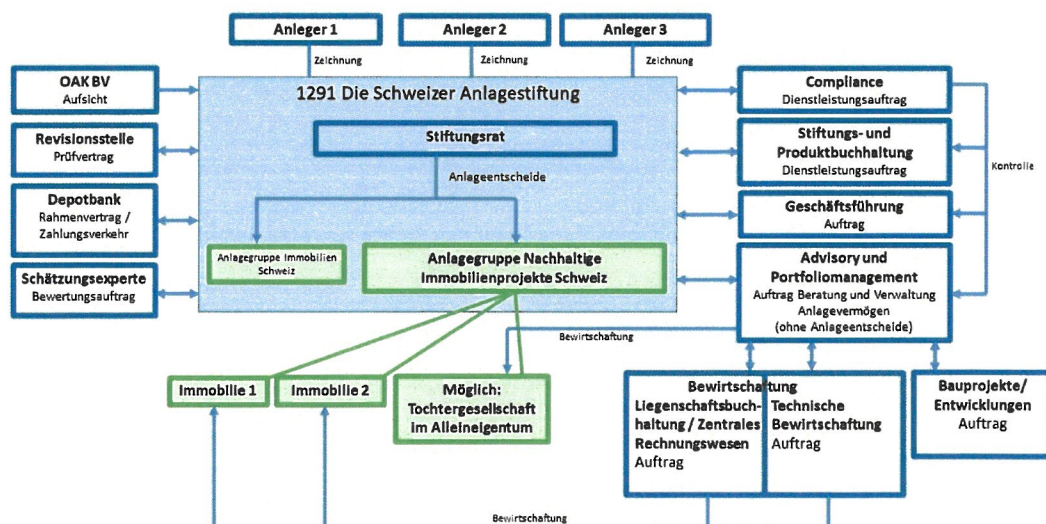 Anleger 1
Anleger 2
Anleger 3
Zeichnung
Zeichnung
Zeichnung
OAK BV
Aufsicht
Revisionsstelle
Prüfvertrag
Depotbank
Rahmenvertrag /
Zahlungsverkehr
Schätzungsexperte
Bewertungsauftrag
1291 Die Schweizer Anlagestiftung
Stiftungsrat
Anlageentscheide
Anlagegruppe Immobilien
Schweiz
Anlagegruppe Nachhaltige
Immobilienprojekte Schweiz
Compliance
Dienstleistungsauftrag
Stiftungs- und
Produktbuchhaltung
Dienstleistungsauftrag
Kontrolle
Geschäftsführung
Auftrag
Advisory und
Portfoliomanagement
Auftrag Beratung und Verwaltung
Anlagevermögen
(ohne Anlageentscheide)
Bewirtschaftung
Immobilie 1
Immobilie 2
Möglich:
Tochtergesellschaft
im Alleineigentum
Bewirtschaftung
Liegenschaftsbuch-
haltung / Zentrales
Rechnungswesen
Auftrag
Technische
Bewirtschaftung
Auftrag
Bauprojekte/
Entwicklungen
Auftrag
Bewirtschaftung